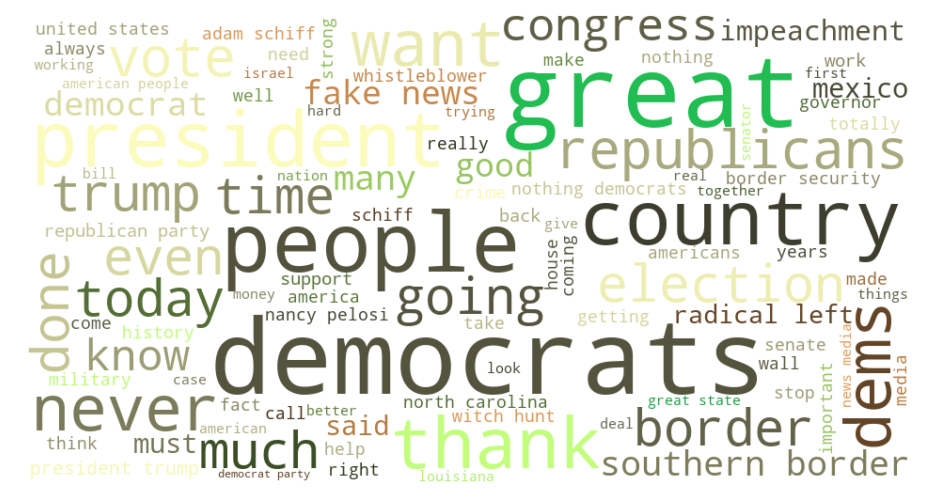 united states
adam schiff
strong
want
congress
impeachment
always
vote
need
make
nothing
work
working
israel
whistleblower
great
first
mexico
american people
well
fake news
democrat
hard
trying
governor
president
really
senator
totally
republicans
bill
nation
many
good
crime
real
border security
trump
time
nothing democrats
together
schiff
back
give
country
republican party
people
house
coming
americans
years
even
done
support
going
election
made
today
money
america
things
nancy pelosi
take
getting
radical left
come
history
know
democrats
senate
news media
media
dems
military
case
look
wall
stop
important
never
fact
call
better
north carolina
great state
american
said
witch hunt
deal
border
think
must
much
help
thank
southern border
president trump
democrat party
right
louisiana